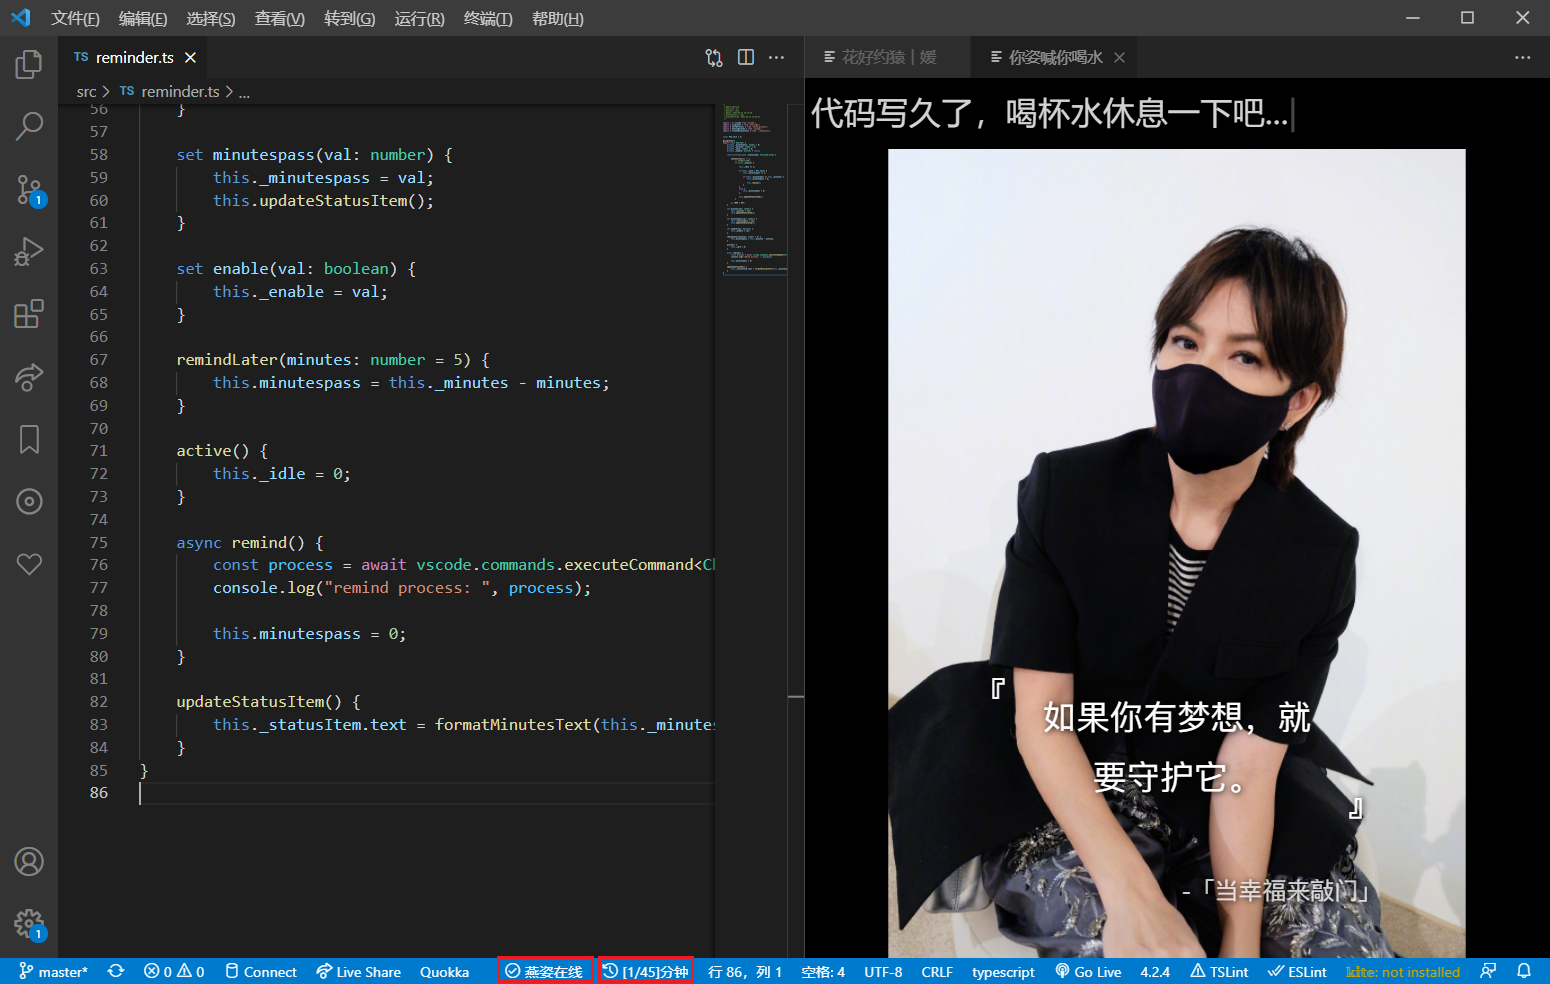 文件(F) 编辑(E) 选择(S) 查看(V) 转到(G) 运行(R) 终端(T) 帮助(H)
TS reminder.ts
花好约猿 | 媛
你姿喊你喝水
src > TS reminder.ts > ...
代码写久了，喝杯水休息一下吧...
56 }
57
58 set minutespass(val: number) {
59 this._minutespass = val;
60 this.updateStatusItem();
61 }
62
63 set enable(val: boolean) {
64 this._enable = val;
65 }
66
67 remindLater(minutes: number = 5) {
68 this.minutespass = this._minutes - minutes;
69 }
70
71 active() {
72 this._idle = 0;
73 }
74
75 async remind() {
76 const process = await vscode.commands.executeCommand<
77 console.log("remind process: ", process);
78
79 this.minutespass = 0;
80 }
81
82 updateStatusItem() {
83 this._statusItem.text = formatMinutesText(this._minutes
84 }
85 }
86
『
如果你有梦想，就
要守护它。
』
-「当幸福来敲门」
1
1
master* 0 0 Connect Live Share Quokka 燕姿在线 [1/45]分钟 行 86，列 1 空格: 4 UTF-8 CRLF typescript Go Live 4.2.4 TSLint ESLint kite: not installed